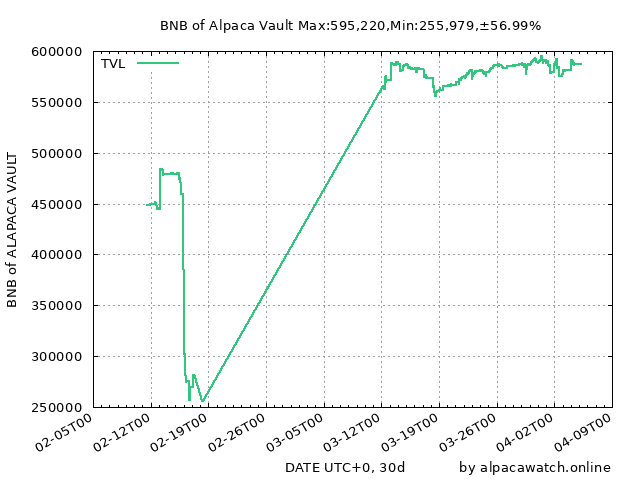 BNB of Alpaca Vault Max:595,220,Min:255,979,±56.99%
TVL
600000
550000
500000
450000
400000
350000
300000
250000
BNB of ALAPACA VAULT
02-05T00
02-12T00
02-19T00
02-26T00
03-05T00
03-12T00
03-19T00
03-26T00
04-02T00
04-09T00
DATE UTC+0, 30d
by alpacawatch.online